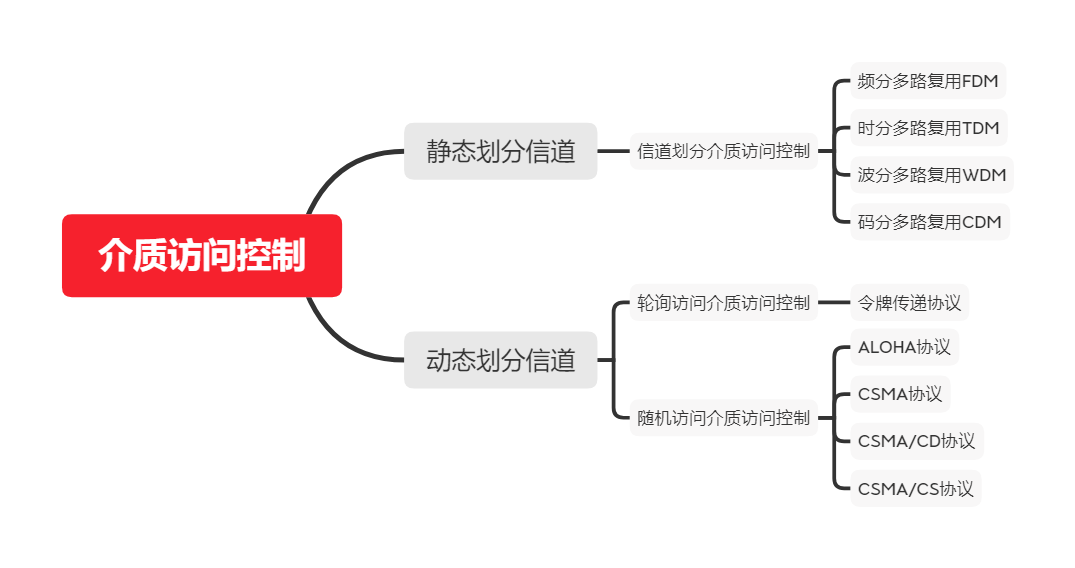 介质访问控制
静态划分信道
信道划分介质访问控制
频分多路复用FDM
时分多路复用TDM
波分多路复用WDM
码分多路复用CDM
动态划分信道
轮询访问介质访问控制
令牌传递协议
随机访问介质访问控制
ALOHA协议
CSMA协议
CSMA/CD协议
CSMA/CS协议